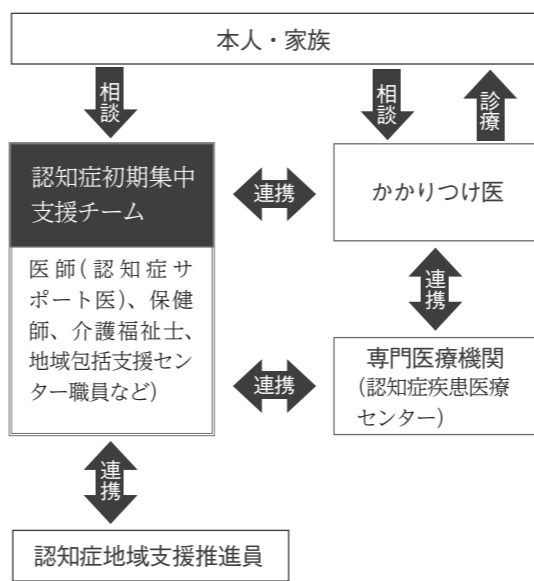 本人・家族
相談
相談
診療
認知症初期集中
支援チーム
連携
かかりつけ医
医師(認知症サ
ポート医)、保健
師、介護福祉士、
地域包括支援セン
ター職員など)
連携
連携
専門医療機関
(認知症疾患医療
センター)
連携
認知症地域支援推進員